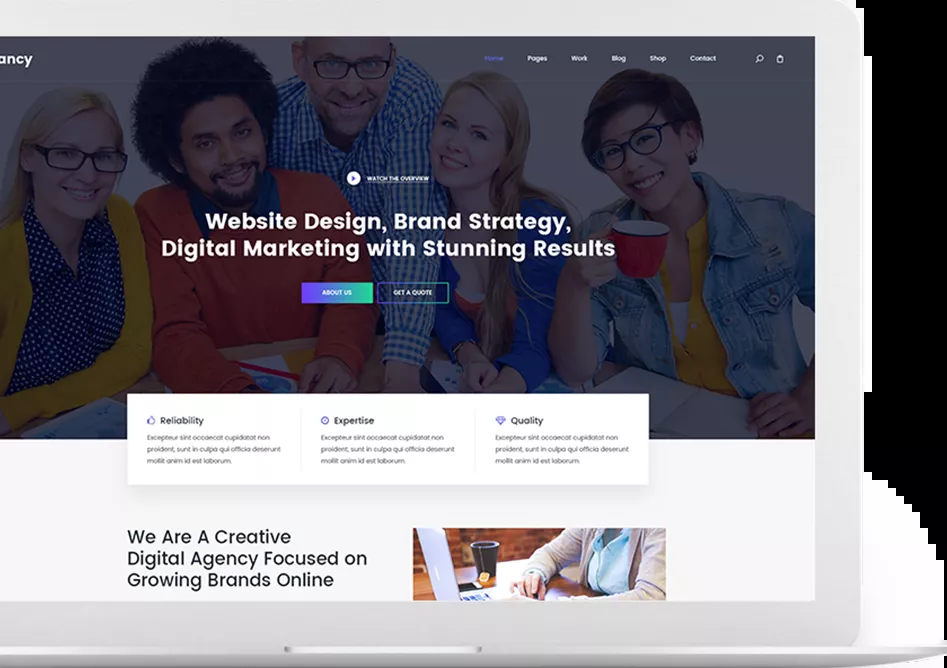 ancy
Home Pages Work Blog Shop Contact
WATCH THE OVERVIEW
Website Design, Brand Strategy,
Digital Marketing with Stunning Results
ABOUT US GET A QUOTE
Reliability
Excepteur sint occaecat cupidatat non
proident, sunt in culpa qui officia deserunt
mollit anim id est laborum.
Expertise
Excepteur sint occaecat cupidatat non
proident, sunt in culpa qui officia deserunt
mollit anim id est laborum.
Quality
Excepteur sint occaecat cupidatat non
proident, sunt in culpa qui officia deserunt
mollit anim id est laborum.
We Are A Creative
Digital Agency Focused on
Growing Brands Online